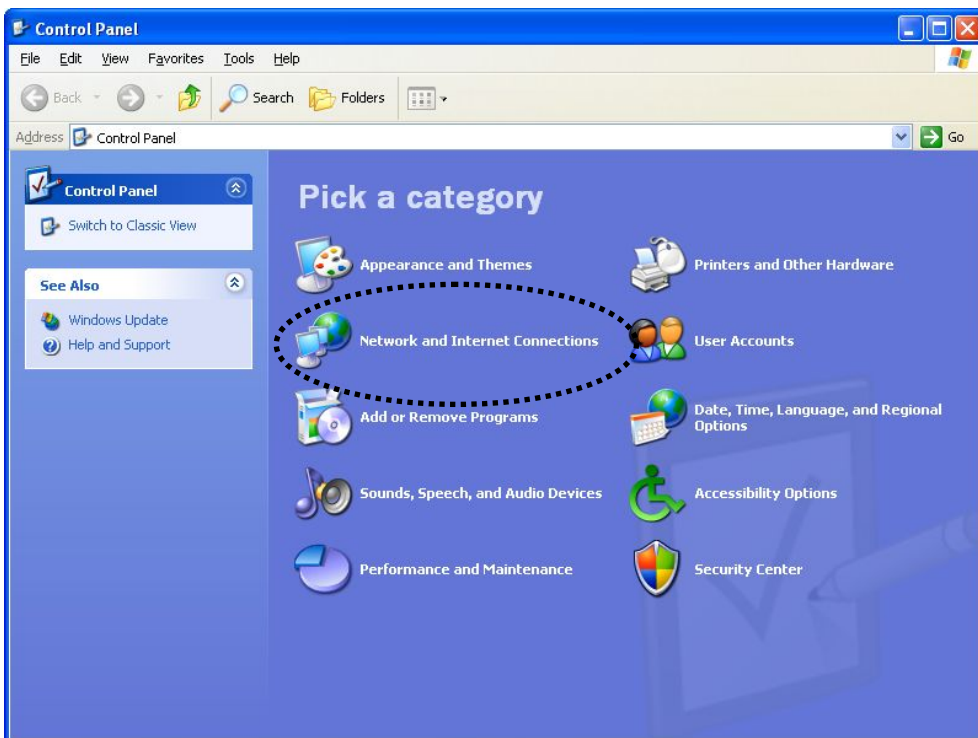 Control Panel
File Edit View Favorites Tools Help
Back Search Folders
Address Control Panel Go
Control Panel
Switch to Classic View
See Also
Windows Update
Help and Support
Pick a category
Appearance and Themes
Printers and Other Hardware
Network and Internet Connections
User Accounts
Add or Remove Programs
Date, Time, Language, and Regional
Options
Sounds, Speech, and Audio Devices
Accessibility Options
Performance and Maintenance
Security Center